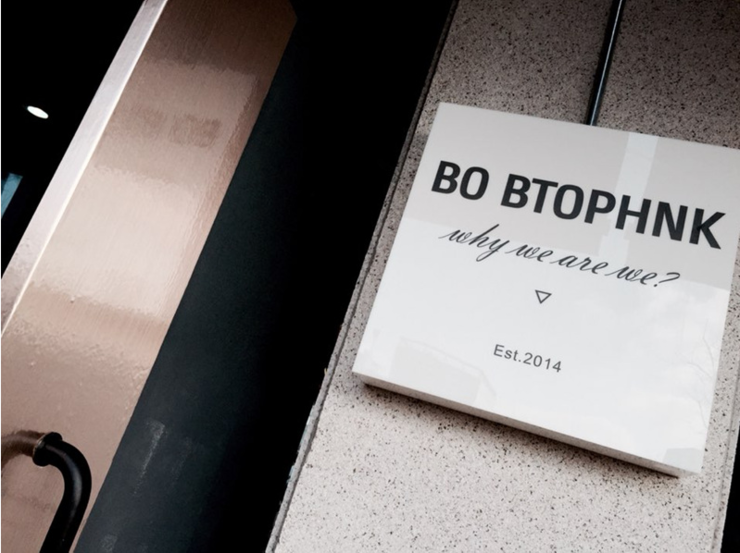 BO BTOPHNK
why we are we?
Est.2014